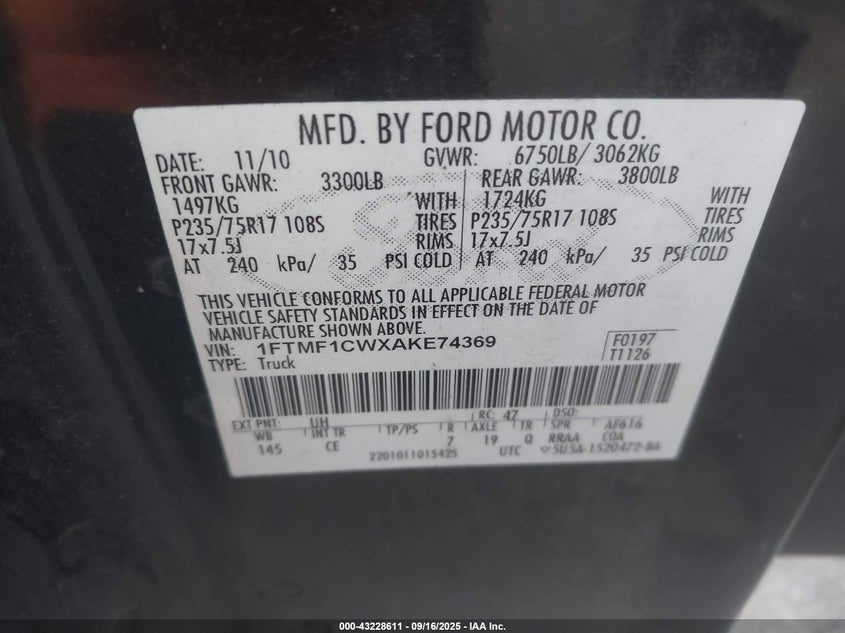 MFD. BY FORD MOTOR CO.
DATE: 11/10 GVWR: 6750LB/ 3062KG
FRONT GAWR: 3300LB REAR GAWR: 3800LB
1497KG WITH 1724KG WITH
P235/75R17 108S TIRES P235/75R17 108S TIRES
17x7.5J RIMS 17x7.5J RIMS
AT 240 kPa/ 35 PSI COLD AT 240 kPa/ 35 PSI COLD
THIS VEHICLE CONFORMS TO ALL APPLICABLE FEDERAL MOTOR
VEHICLE SAFETY STANDARDS IN EFFECT ON THE DATE OF
MANUFACTURE SHOWN ABOVE.
VIN: 1FTMF1CWXAKE74369 F0197
TYPE: Truck T1126
EXT PNT: UH RC: 47 DSO:
WB INT TR TP/PS R AXLE TR SPR AF616
145 CE 7 19 Q RRAA COA
2201011015425 UTC ▽5U5A-1520472-BA
000-43228611 - 09/16/2025 - IAA Inc.